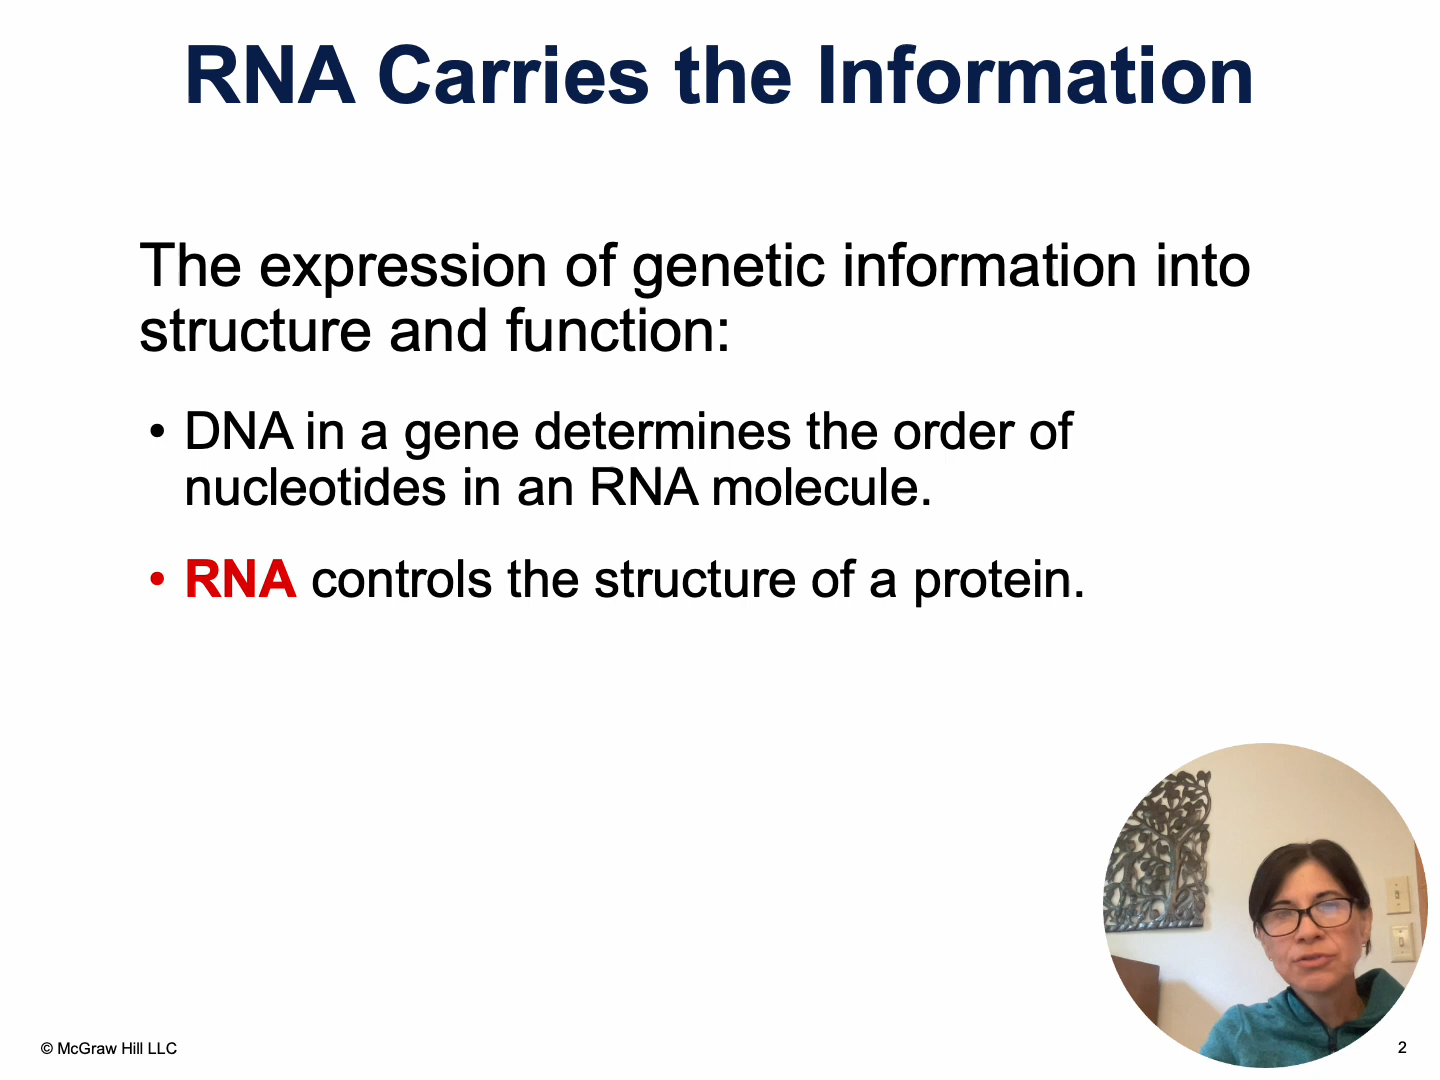 RNA Carries the Information
The expression of genetic information into
structure and function:
• DNA in a gene determines the order of
nucleotides in an RNA molecule.
• RNA controls the structure of a protein.
© McGraw Hill LLC
2